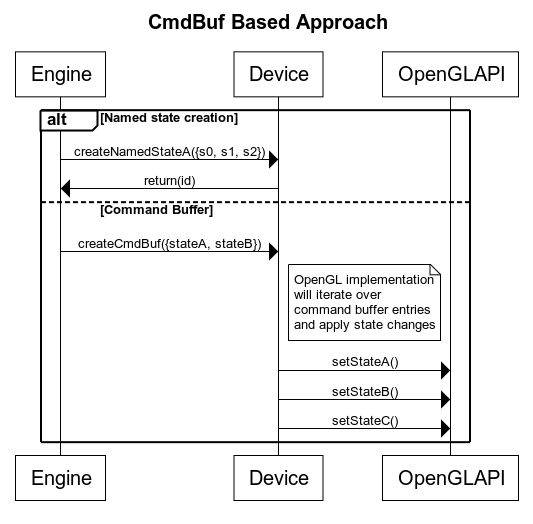 CmdBuf Based Approach
Engine
Device
OpenGLAPI
alt
[Named state creation]
createNamedStateA({s0, s1, s2})
return(id)
[Command Buffer]
createCmdBuf({stateA, stateB})
OpenGL implementation
will iterate over
command buffer entries
and apply state changes
setStateA()
setStateB()
setStateC()
Engine
Device
OpenGLAPI